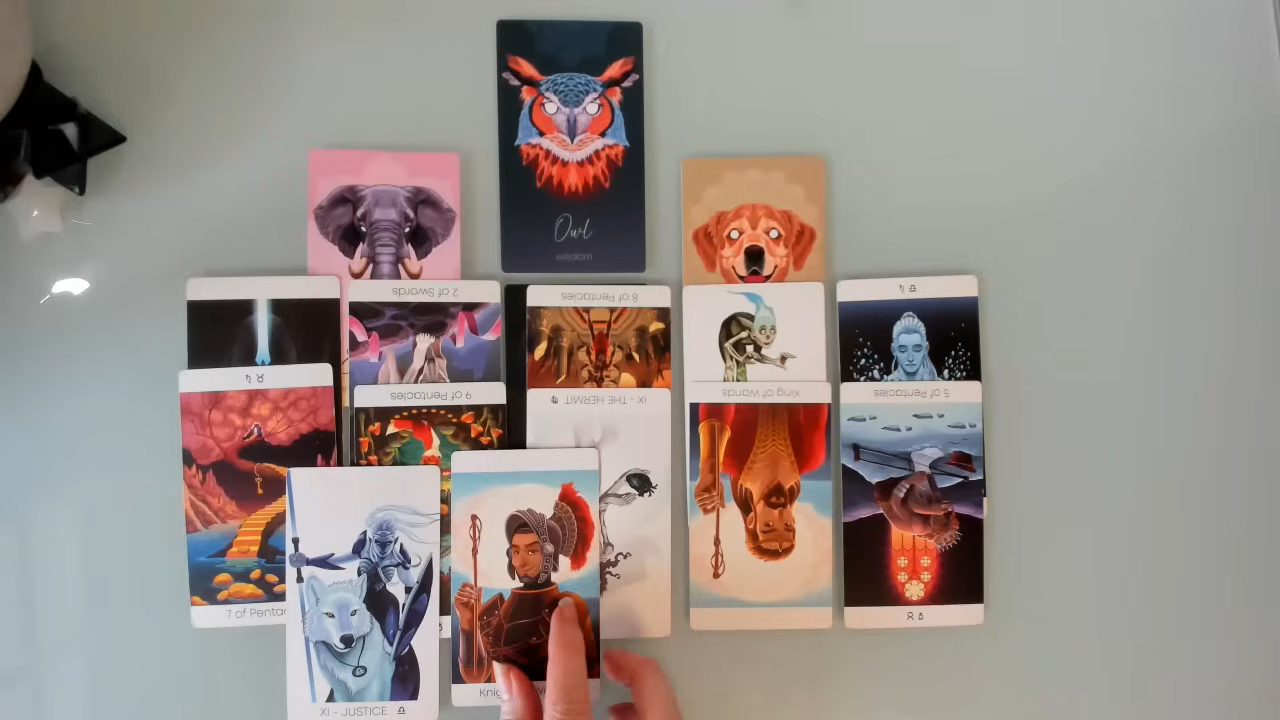 Owl
wisdom
2 of Swords
8 of Pentacles
IX - THE HERMIT
King of Wands
5 of Pentacles
9 of Pentacles
7 of Penta
XI - JUSTICE
Knig